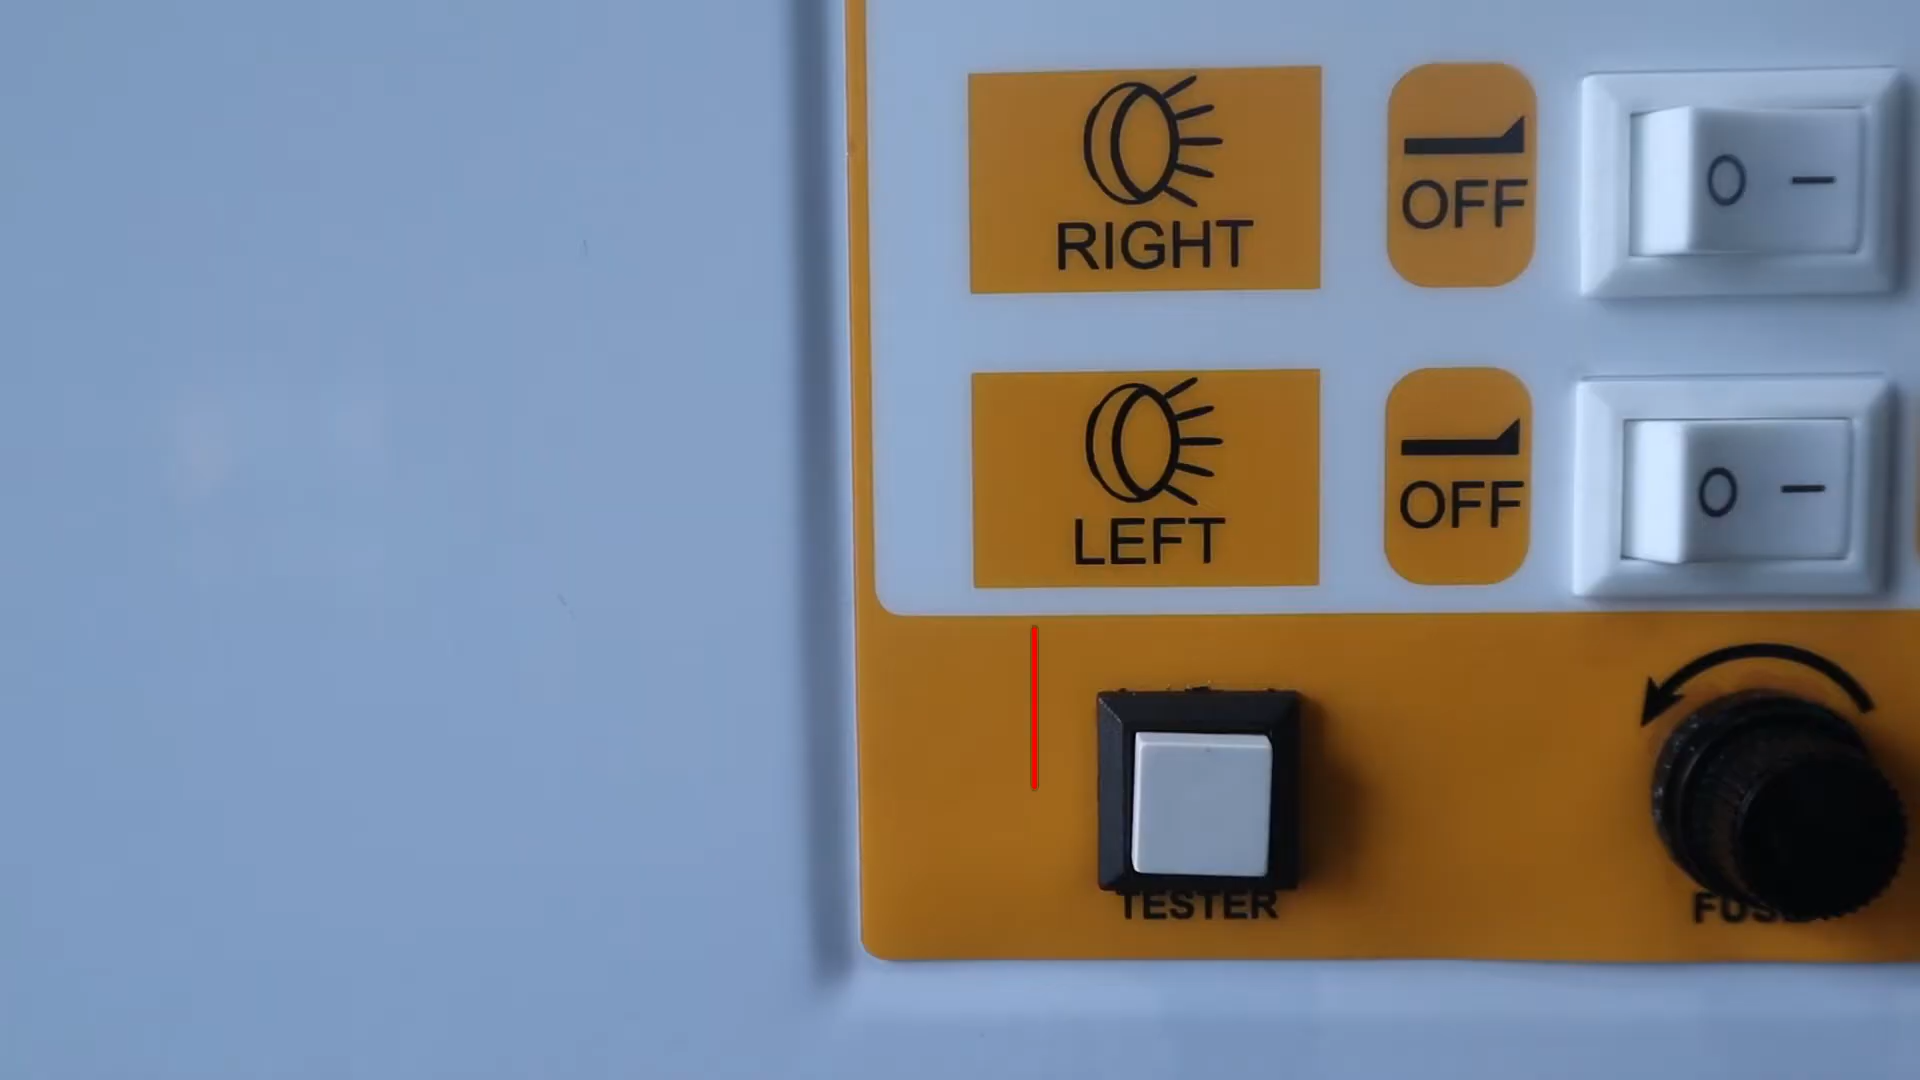 RIGHT
OFF
O –
LEFT
OFF
O –
TESTER